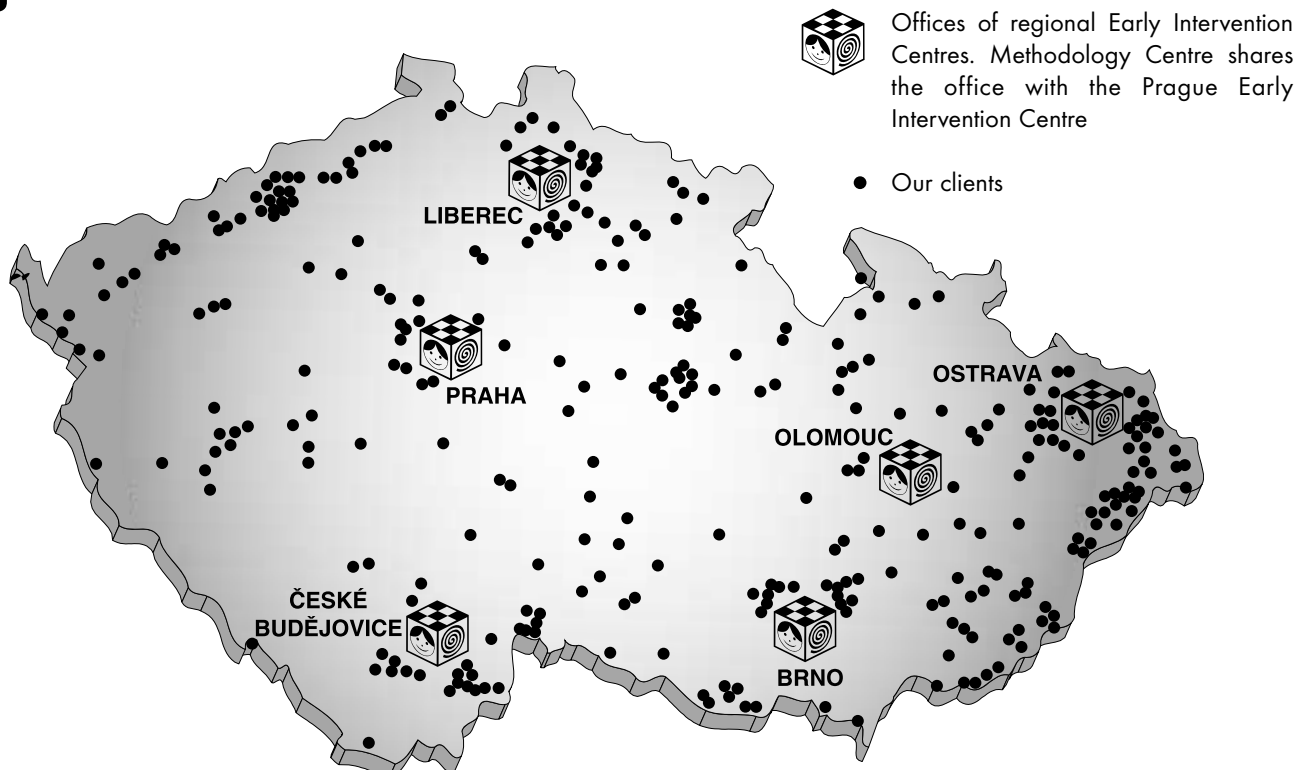 Offices of regional Early Intervention
Centres. Methodology Centre shares
the office with the Prague Early
Intervention Centre
Our clients
LIBEREC
PRAHA
OSTRAVA
OLOMOUC
ČESKÉ
BUDĚJOVICE
BRNO